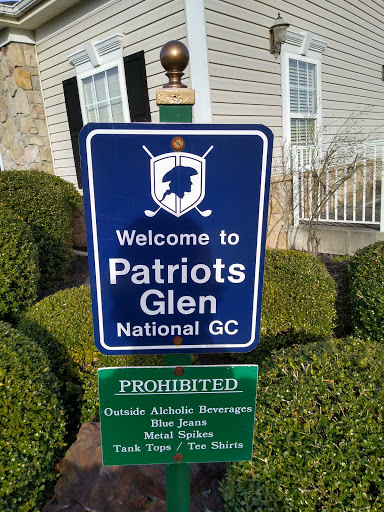 Welcome to
Patriots
Glen
National GC
PROHIBITED
Outside Alcholic Beverages
Blue Jeans
Metal Spikes
Tank Tops / Tee Shirts